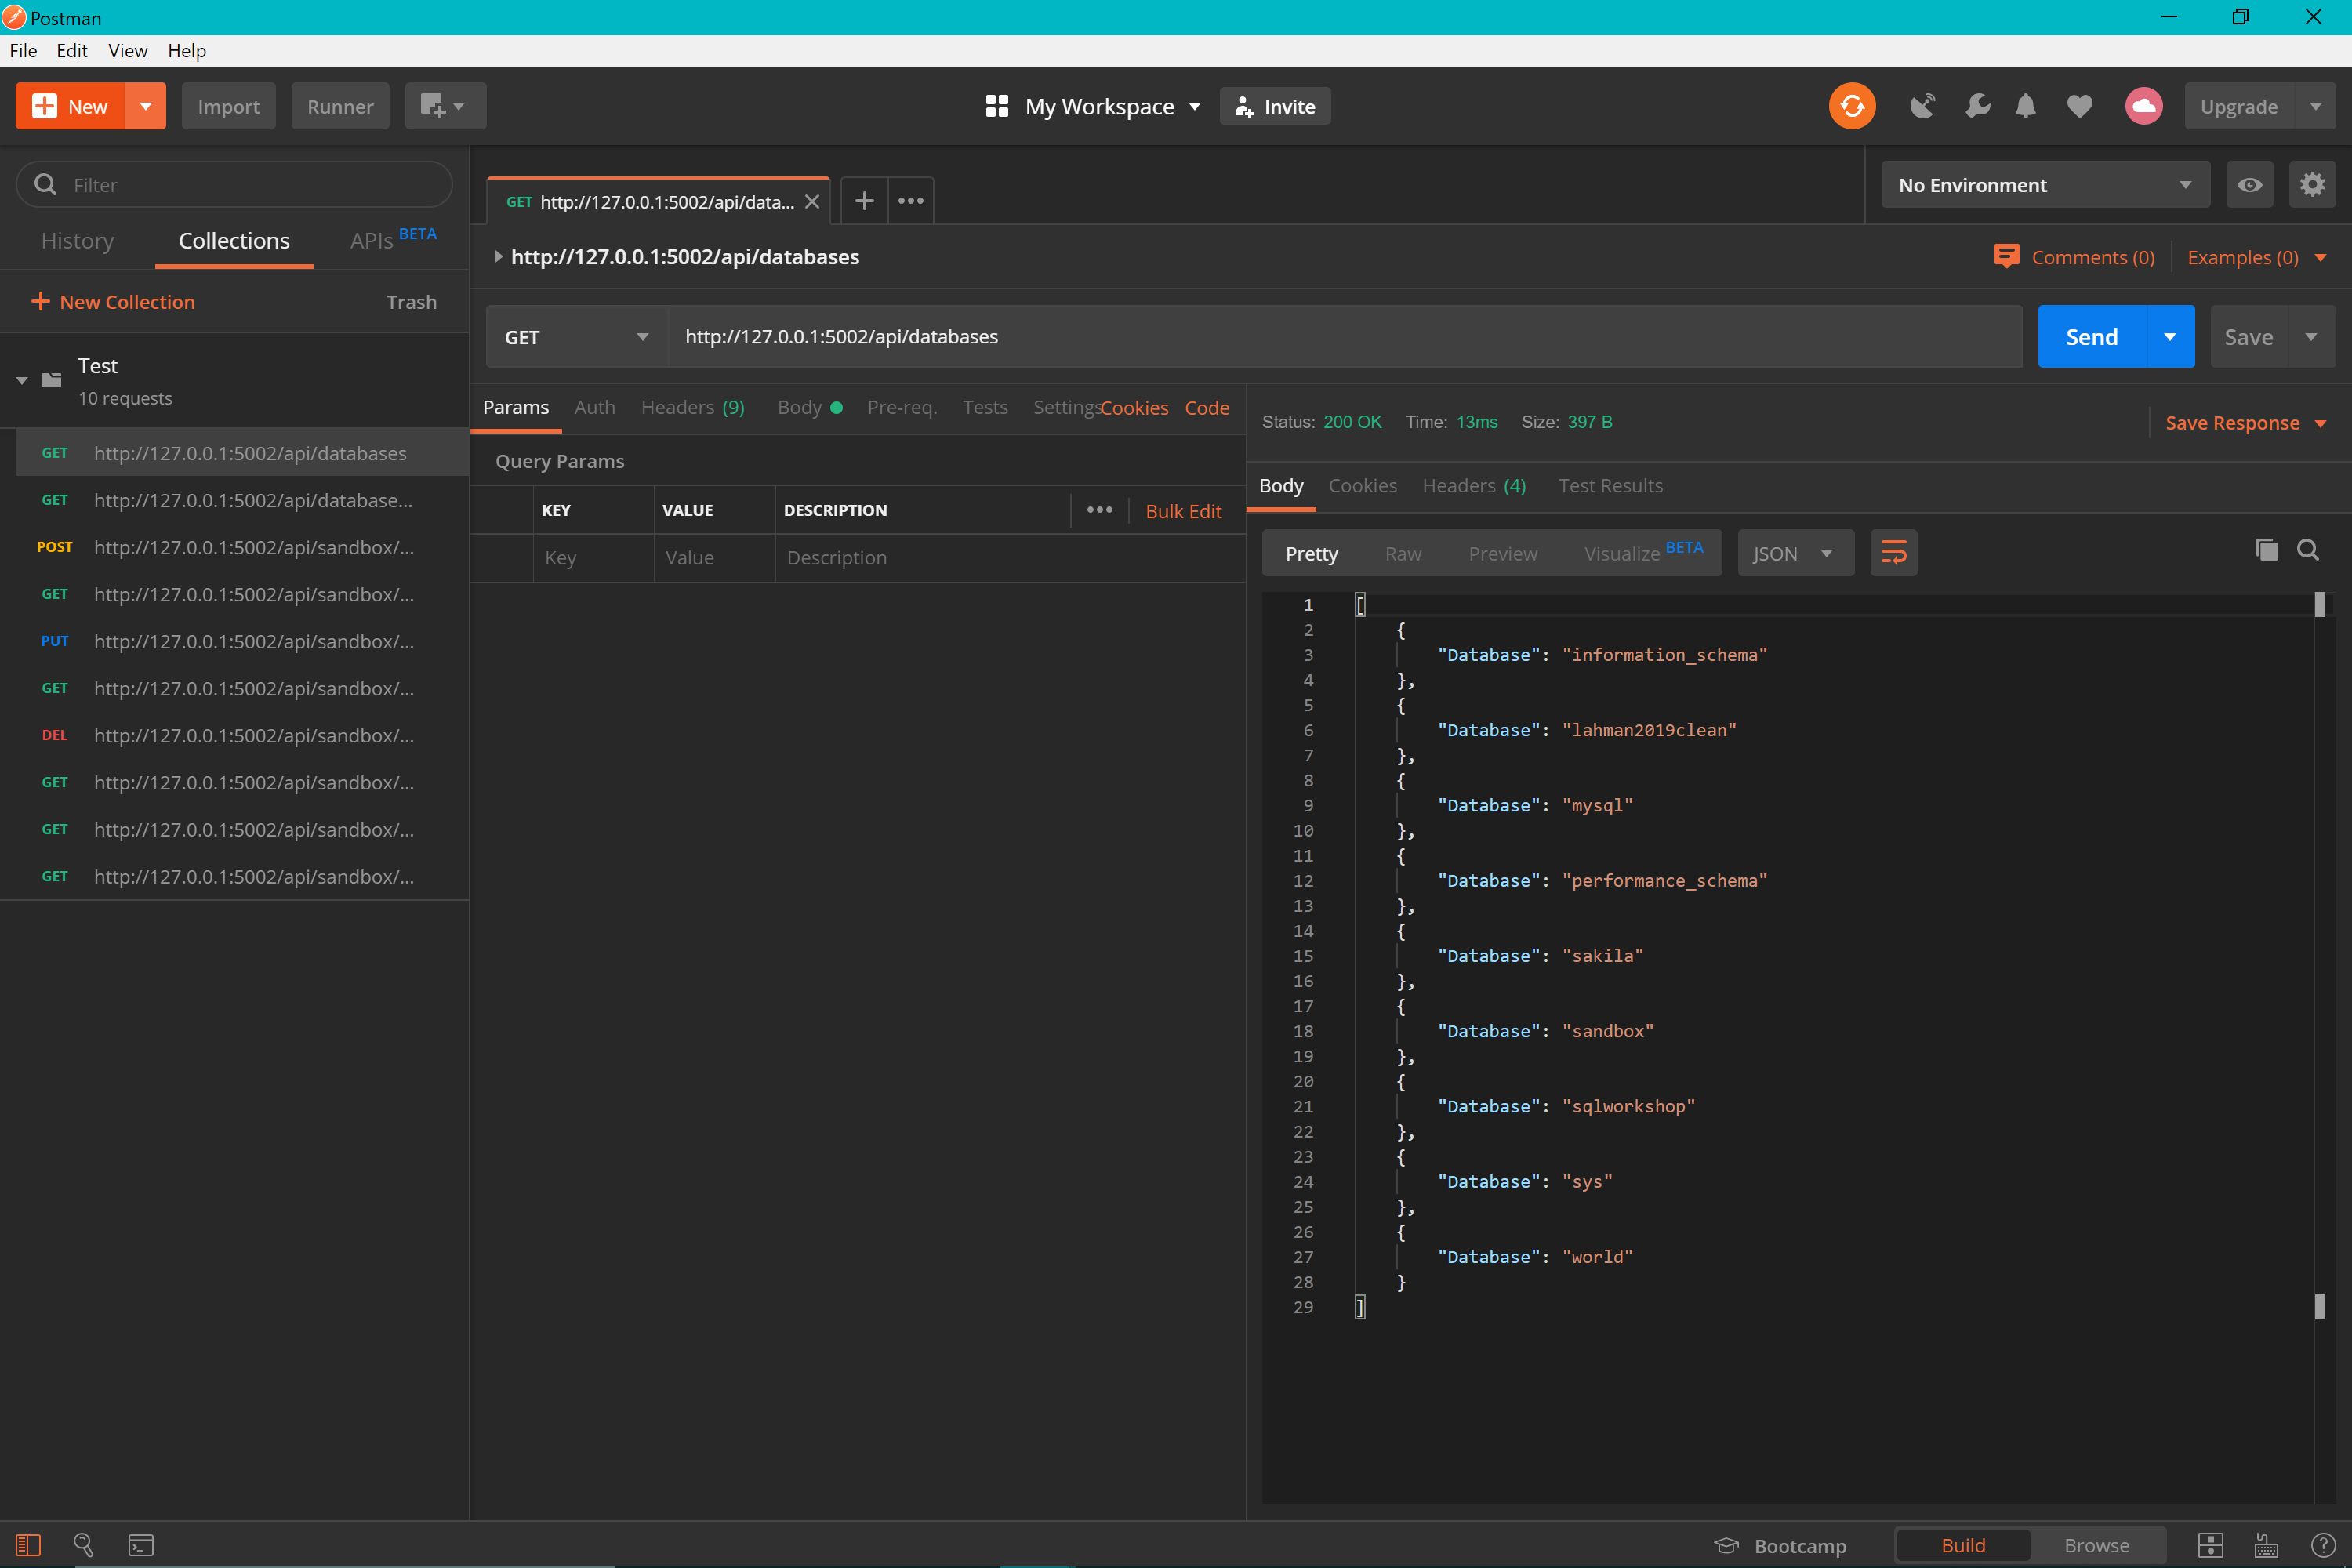 Postman
File Edit View Help
New Import Runner My Workspace Invite Upgrade
Filter
History Collections APIs BETA
New Collection Trash
Test
10 requests
GET http://127.0.0.1:5002/api/databases
GET http://127.0.0.1:5002/api/database...
POST http://127.0.0.1:5002/api/sandbox/...
GET http://127.0.0.1:5002/api/sandbox/...
PUT http://127.0.0.1:5002/api/sandbox/...
GET http://127.0.0.1:5002/api/sandbox/...
DEL http://127.0.0.1:5002/api/sandbox/...
GET http://127.0.0.1:5002/api/sandbox/...
GET http://127.0.0.1:5002/api/sandbox/...
GET http://127.0.0.1:5002/api/sandbox/...
GET http://127.0.0.1:5002/api/data...
No Environment
http://127.0.0.1:5002/api/databases
Comments (0) Examples (0)
GET http://127.0.0.1:5002/api/databases Send Save
Params Auth Headers (9) Body Pre-req. Tests Settings Cookies Code
Query Params
KEY VALUE DESCRIPTION ••• Bulk Edit
Key Value Description
Status: 200 OK Time: 13ms Size: 397 B Save Response
Body Cookies Headers (4) Test Results
Pretty Raw Preview Visualize BETA JSON
1 [
2 {
3 "Database": "information_schema"
4 },
5 {
6 "Database": "lahman2019clean"
7 },
8 {
9 "Database": "mysql"
10 },
11 {
12 "Database": "performance_schema"
13 },
14 {
15 "Database": "sakila"
16 },
17 {
18 "Database": "sandbox"
19 },
20 {
21 "Database": "sqlworkshop"
22 },
23 {
24 "Database": "sys"
25 },
26 {
27 "Database": "world"
28 }
29 ]
Bootcamp Build Browse